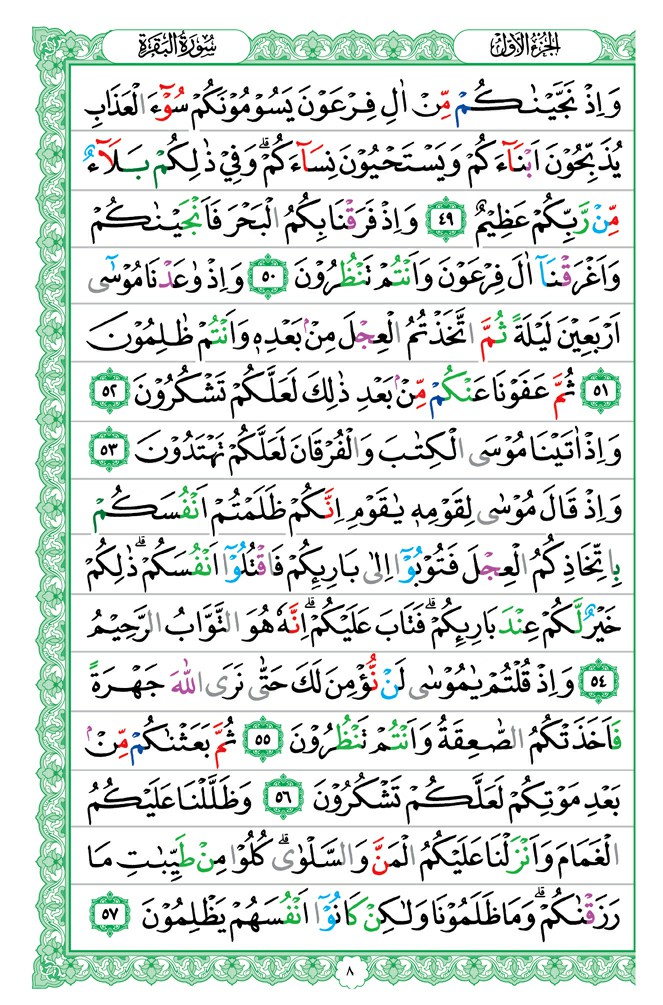 الجزء الاول
سورة البقرة
وَاِذْ نَجَّيْنٰكُمْ مِّنْ اٰلِ فِرْعَوْنَ يَسُوْمُوْنَكُمْ سُوْٓءَ الْعَذَابِ
يُذَبِّحُوْنَ اَبْنَآءَكُمْ وَيَسْتَحْيُوْنَ نِسَآءَكُمْ ؕ وَفِيْ ذٰلِكُمْ بَلَآءٌ
مِّنْ رَّبِّكُمْ عَظِيْمٌ ٤٩ وَاِذْ فَرَقْنَا بِكُمُ الْبَحْرَ فَاَنْجَيْنٰكُمْ
وَاَغْرَقْنَآ اٰلَ فِرْعَوْنَ وَاَنْتُمْ تَنْظُرُوْنَ ٥٠ وَاِذْ وٰعَدْنَا مُوْسٰٓى
اَرْبَعِيْنَ لَيْلَةً ثُمَّ اتَّخَذْتُمُ الْعِجْلَ مِنْۢ بَعْدِهٖ وَاَنْتُمْ ظٰلِمُوْنَ
٥١ ثُمَّ عَفَوْنَا عَنْكُمْ مِّنْۢ بَعْدِ ذٰلِكَ لَعَلَّكُمْ تَشْكُرُوْنَ ٥٢
وَاِذْ اٰتَيْنَا مُوْسَى الْكِتٰبَ وَالْفُرْقَانَ لَعَلَّكُمْ تَهْتَدُوْنَ ٥٣
وَاِذْ قَالَ مُوْسٰى لِقَوْمِهٖ يٰقَوْمِ اِنَّكُمْ ظَلَمْتُمْ اَنْفُسَكُمْ
بِاتِّخَاذِكُمُ الْعِجْلَ فَتُوْبُوْٓا اِلٰى بَارِىِٕكُمْ فَاقْتُلُوْٓا اَنْفُسَكُمْ ۗ ذٰلِكُمْ
خَيْرٌ لَّكُمْ عِنْدَ بَارِىِٕكُمْ ۗ فَتَابَ عَلَيْكُمْ ۗ اِنَّهٗ هُوَ التَّوَّابُ الرَّحِيْمُ
٥٤ وَاِذْ قُلْتُمْ يٰمُوْسٰى لَنْ نُّؤْمِنَ لَكَ حَتّٰى نَرَى اللّٰهَ جَهْرَةً
فَاَخَذَتْكُمُ الصّٰعِقَةُ وَاَنْتُمْ تَنْظُرُوْنَ ٥٥ ثُمَّ بَعَثْنٰكُمْ مِّنْۢ
بَعْدِ مَوْتِكُمْ لَعَلَّكُمْ تَشْكُرُوْنَ ٥٦ وَظَلَّلْنَا عَلَيْكُمُ
الْغَمَامَ وَاَنْزَلْنَا عَلَيْكُمُ الْمَنَّ وَالسَّلْوٰى ۗ كُلُوْا مِنْ طَيِّبٰتِ مَا
رَزَقْنٰكُمْ ۗ وَمَا ظَلَمُوْنَا وَلٰكِنْ كَانُوْٓا اَنْفُسَهُمْ يَظْلِمُوْنَ ٥٧
٨